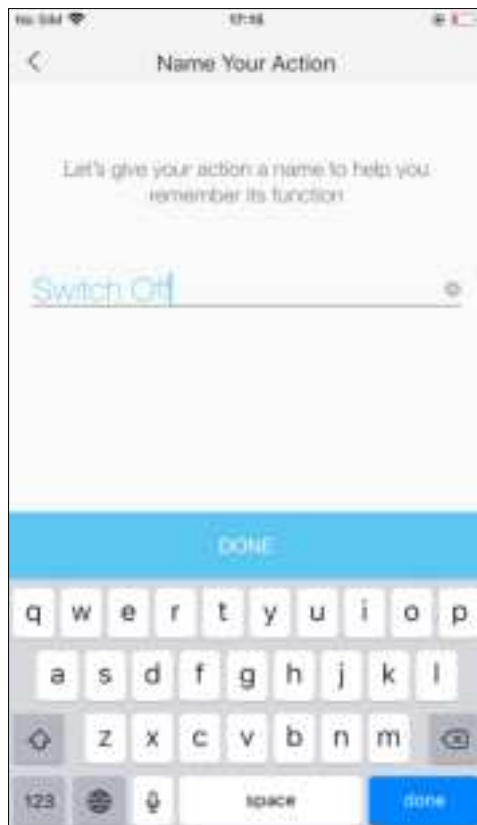 No SIM 17:15
Name Your Action
Let's give your action a name to help you
remember its function
Switch Off
DONE
q w e r t y u i o p
a s d f g h j k l
z x c v b n m
123 space done